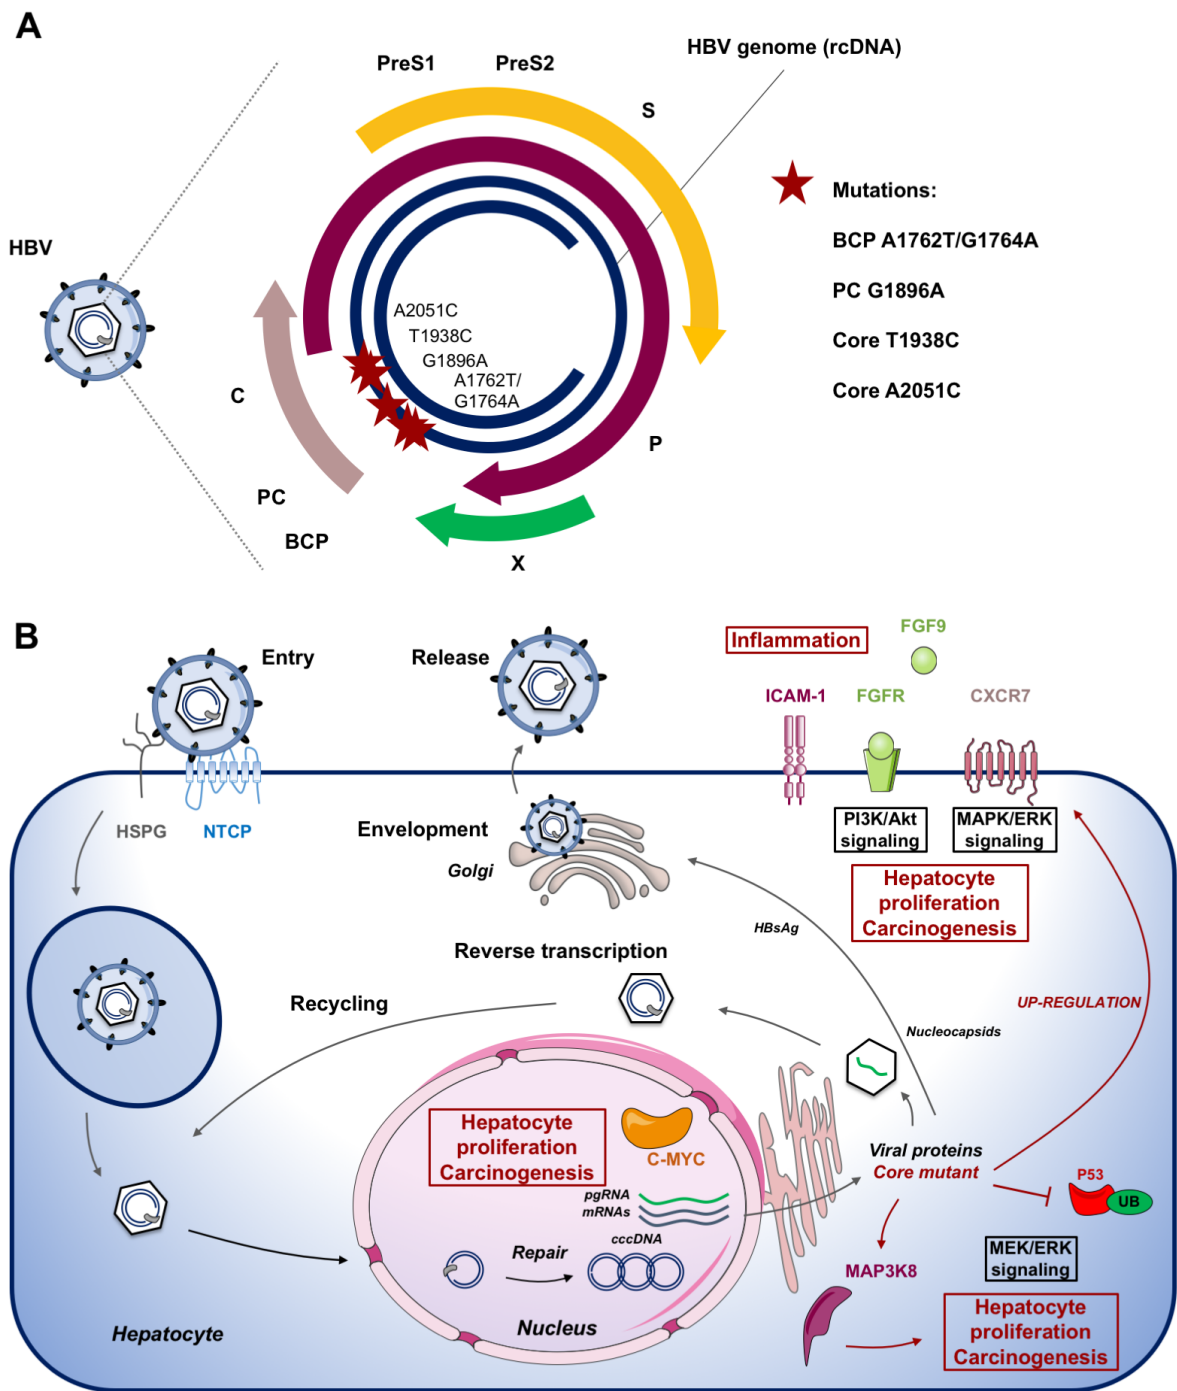 A
PreS1
PreS2
HBV genome (rcDNA)
S
HBV
Mutations:
BCP A1762T/G1764A
PC G1896A
Core T1938C
Core A2051C
A2051C
T1938C
G1896A
A1762T/
G1764A
C
P
PC
BCP
X
B
Entry
Release
Inflammation
FGF9
ICAM-1
FGFR
CXCR7
HSPG
NTCP
Envelopment
Golgi
PI3K/Akt
signaling
MAPK/ERK
signaling
Hepatocyte
proliferation
Carcinogenesis
HBsAg
Reverse transcription
Recycling
UP-REGULATION
Nucleocapsids
Hepatocyte
proliferation
Carcinogenesis
C-MYC
Viral proteins
Core mutant
P53
UB
pgRNA
mRNAs
cccDNA
Repair
Nucleus
Hepatocyte
MAP3K8
MEK/ERK
signaling
Hepatocyte
proliferation
Carcinogenesis